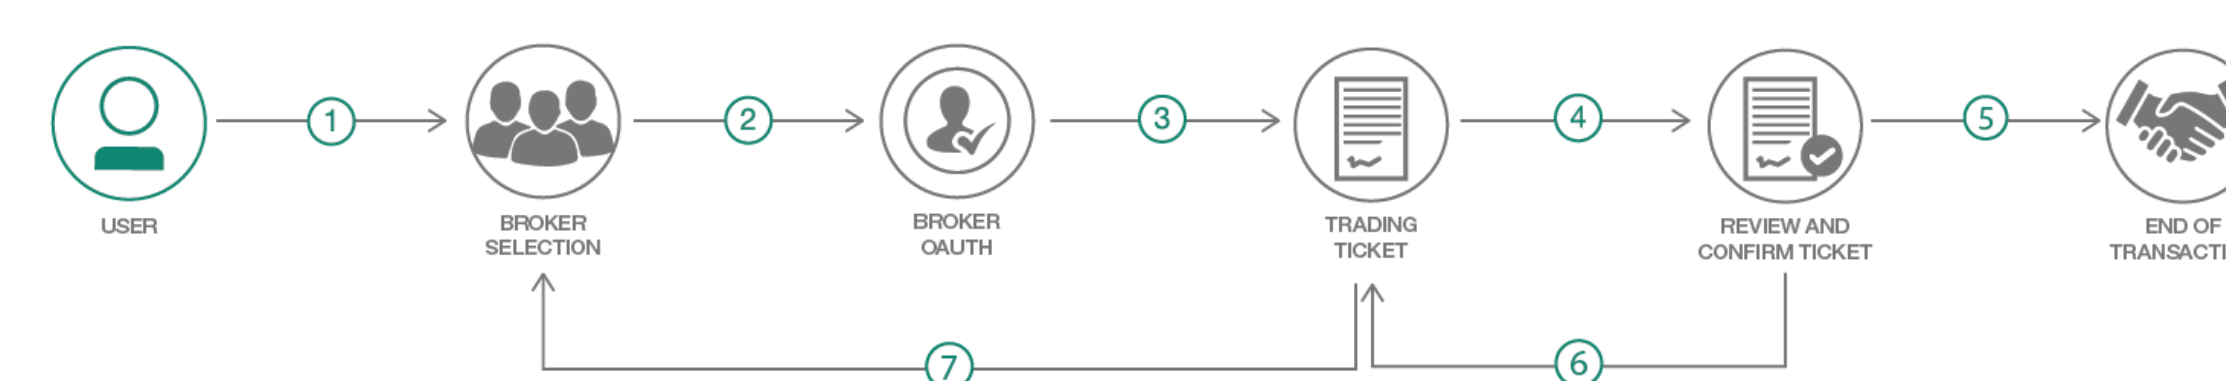 1
2
3
4
5
USER
BROKER
SELECTION
BROKER
OAUTH
TRADING
TICKET
REVIEW AND
CONFIRM TICKET
END OF
7
6